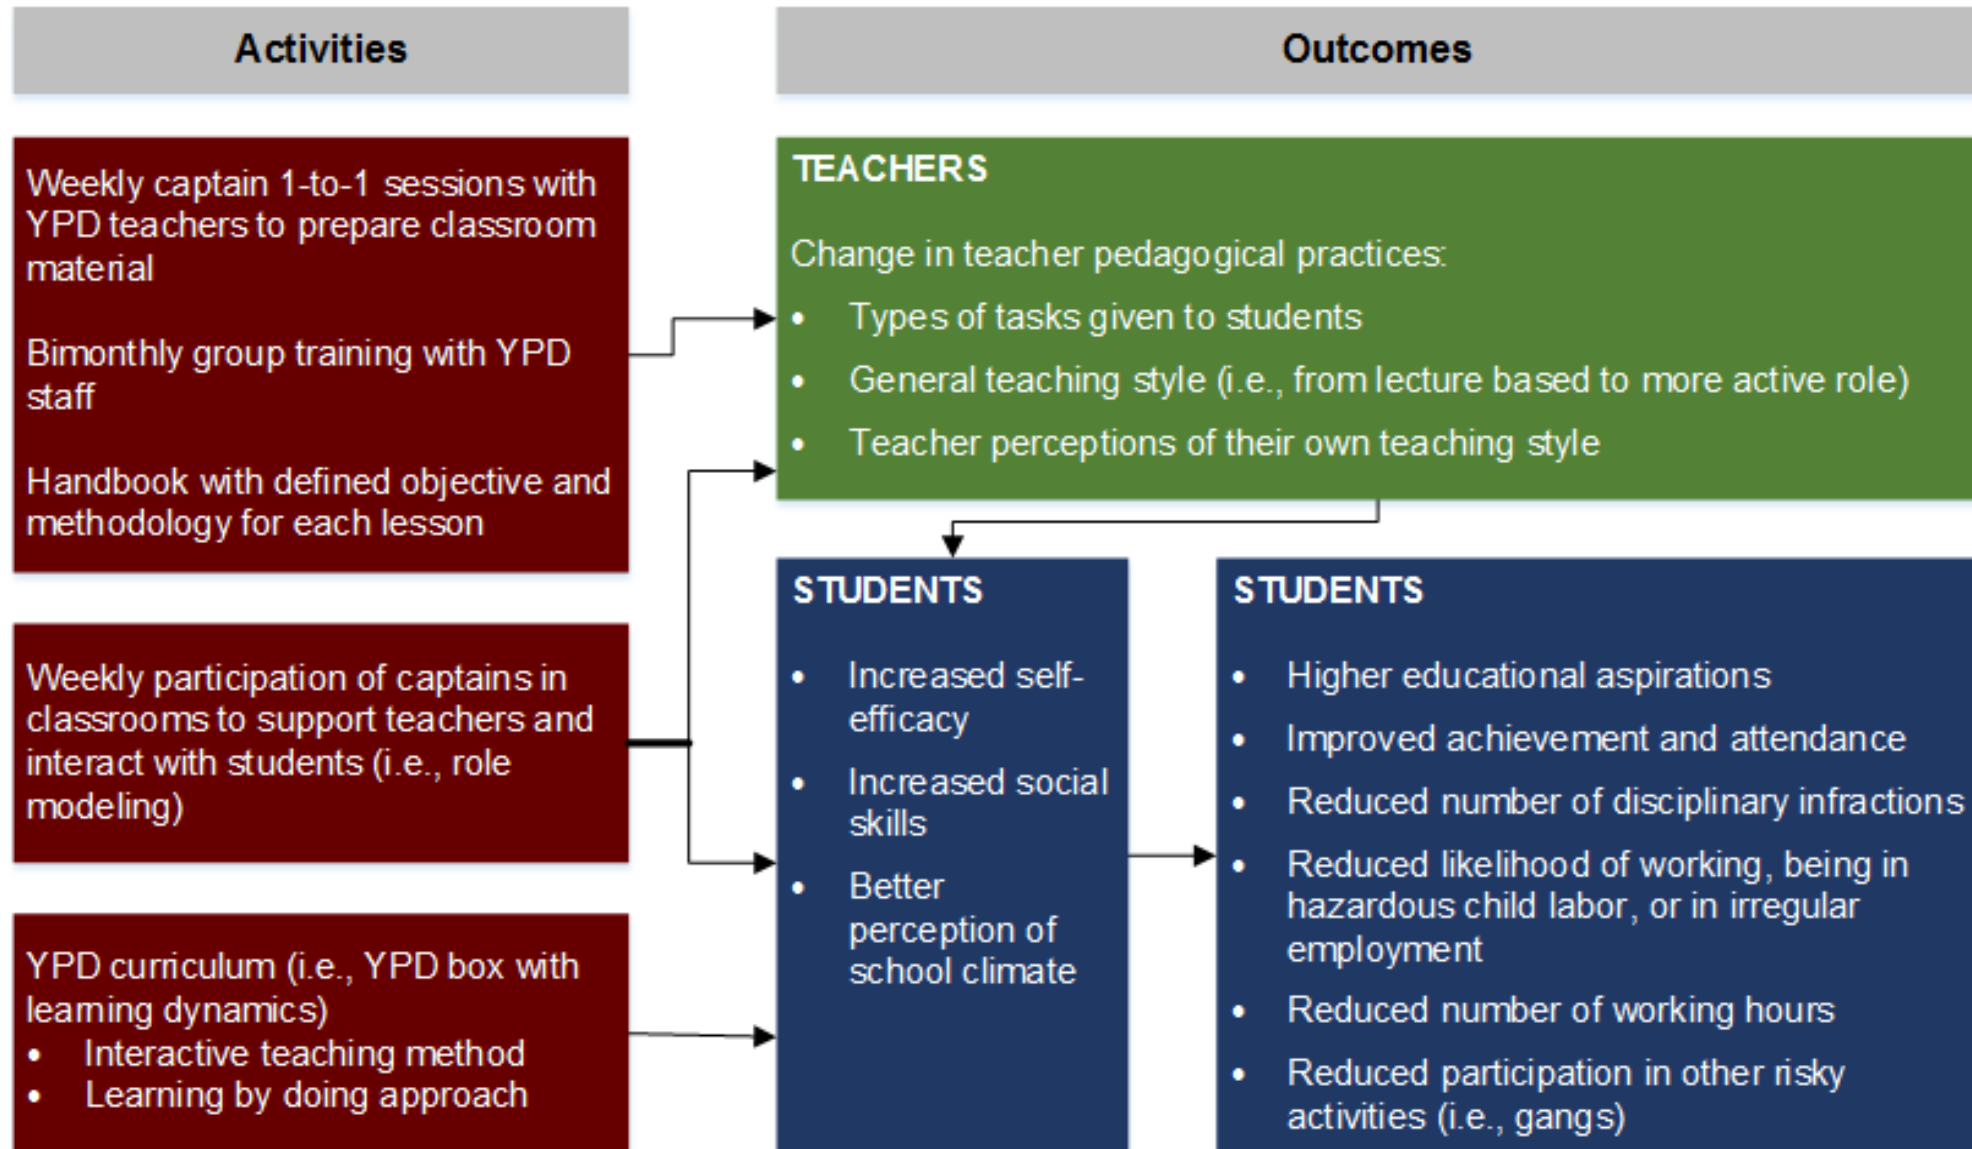 Activities
Outcomes
Weekly captain 1-to-1 sessions with
YPD teachers to prepare classroom
material
Bimonthly group training with YPD
staff
Handbook with defined objective and
methodology for each lesson
Weekly participation of captains in
classrooms to support teachers and
interact with students (i.e., role
modeling)
YPD curriculum (i.e., YPD box with
learning dynamics)
• Interactive teaching method
• Learning by doing approach
TEACHERS
Change in teacher pedagogical practices:
• Types of tasks given to students
• General teaching style (i.e., from lecture based to more active role)
• Teacher perceptions of their own teaching style
STUDENTS
• Increased self-
efficacy
• Increased social
skills
• Better
perception of
school climate
STUDENTS
• Higher educational aspirations
• Improved achievement and attendance
• Reduced number of disciplinary infractions
• Reduced likelihood of working, being in
hazardous child labor, or in irregular
employment
• Reduced number of working hours
• Reduced participation in other risky
activities (i.e., gangs)